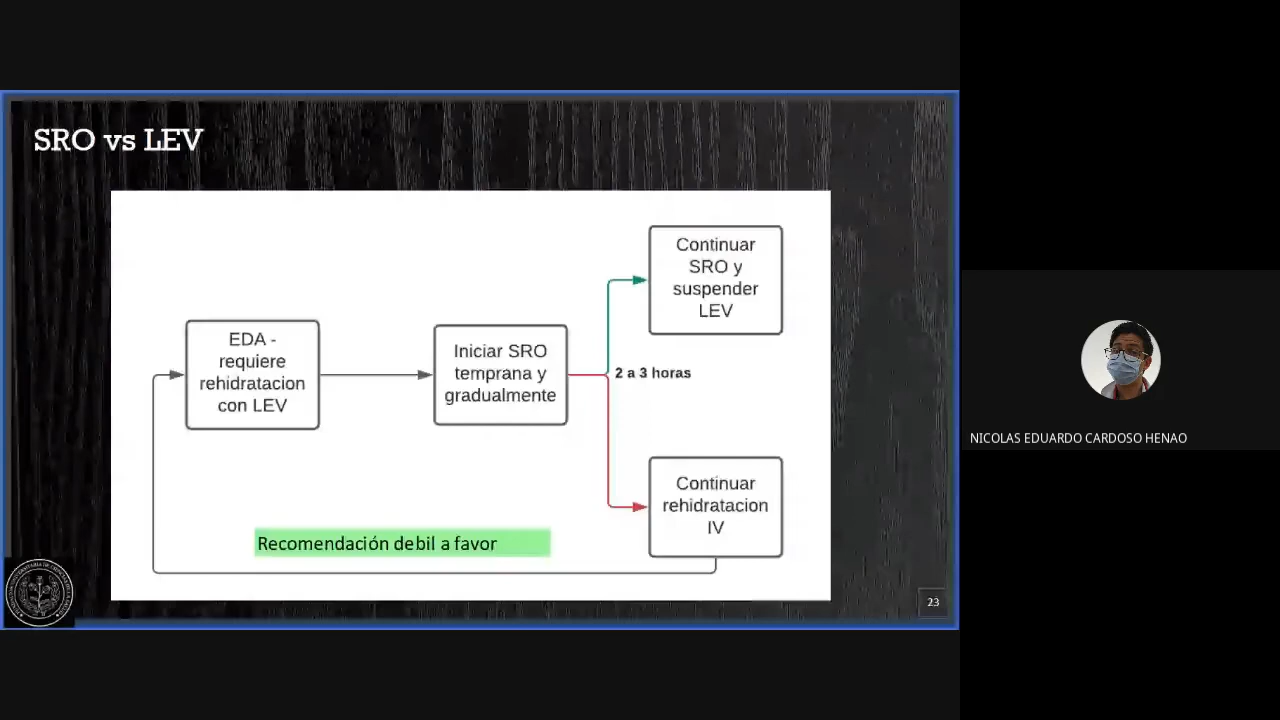 SRO vs LEV
Continuar
SRO y
suspender
LEV
EDA -
requiere
rehidratacion
con LEV
Iniciar SRO
temprana y
gradualmente
2 a 3 horas
Continuar
rehidratacion
IV
Recomendación debil a favor
23
NICOLAS EDUARDO CARDOSO HENAO